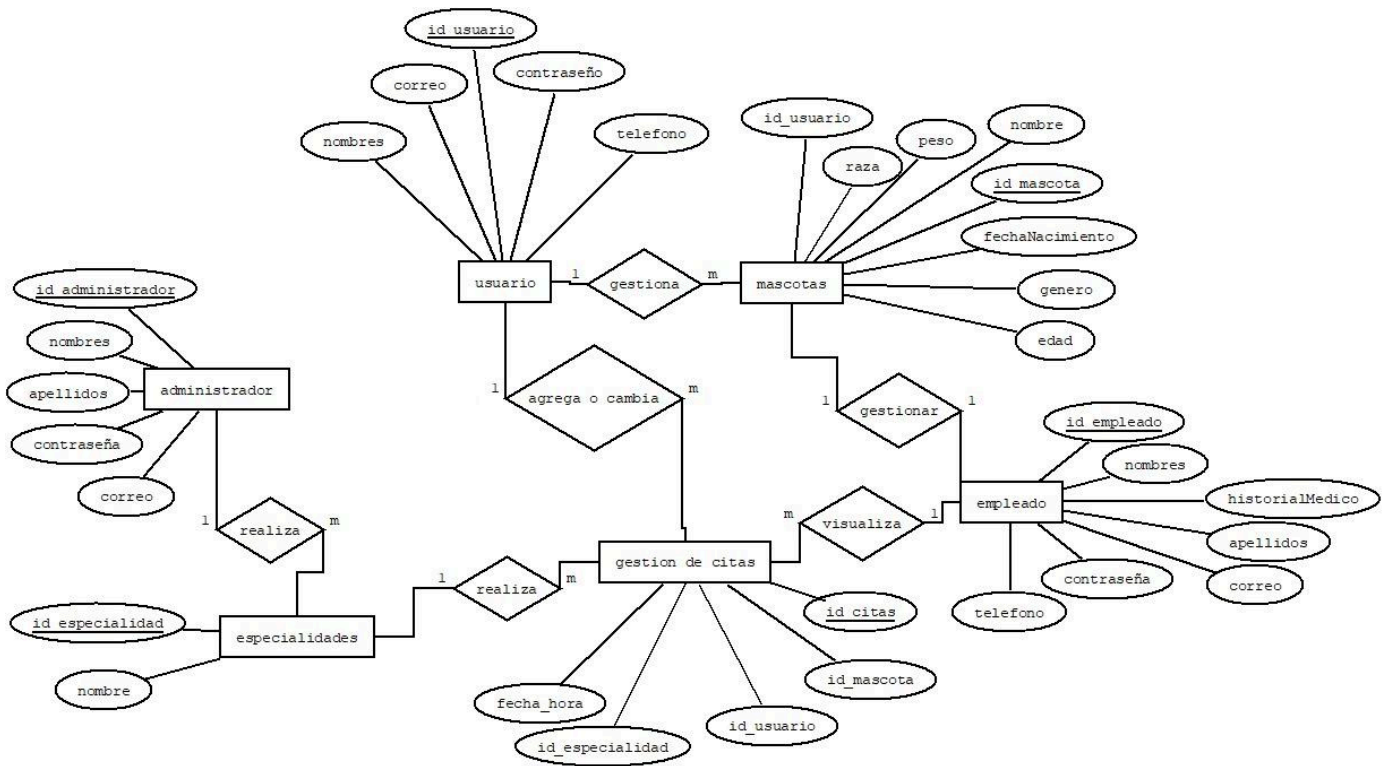 id_usuario
contraseño
correo
nombres
telefono
id_usuario
raza
peso
nombre
id_mascota
fechaNacimiento
genero
edad
usuario
1
gestiona
m
mascotas
id_administrador
nombres
apellidos
contraseña
correo
administrador
1
agrega o cambia
m
1
gestionar
1
id_empleado
nombres
historialMedico
apellidos
correo
contraseña
telefono
empleado
1
realiza
m
m
visualiza
1
gestion de citas
1
realiza
m
id_especialidad
especialidades
nombre
id_citas
id_mascota
fecha_hora
id_usuario
id_especialidad